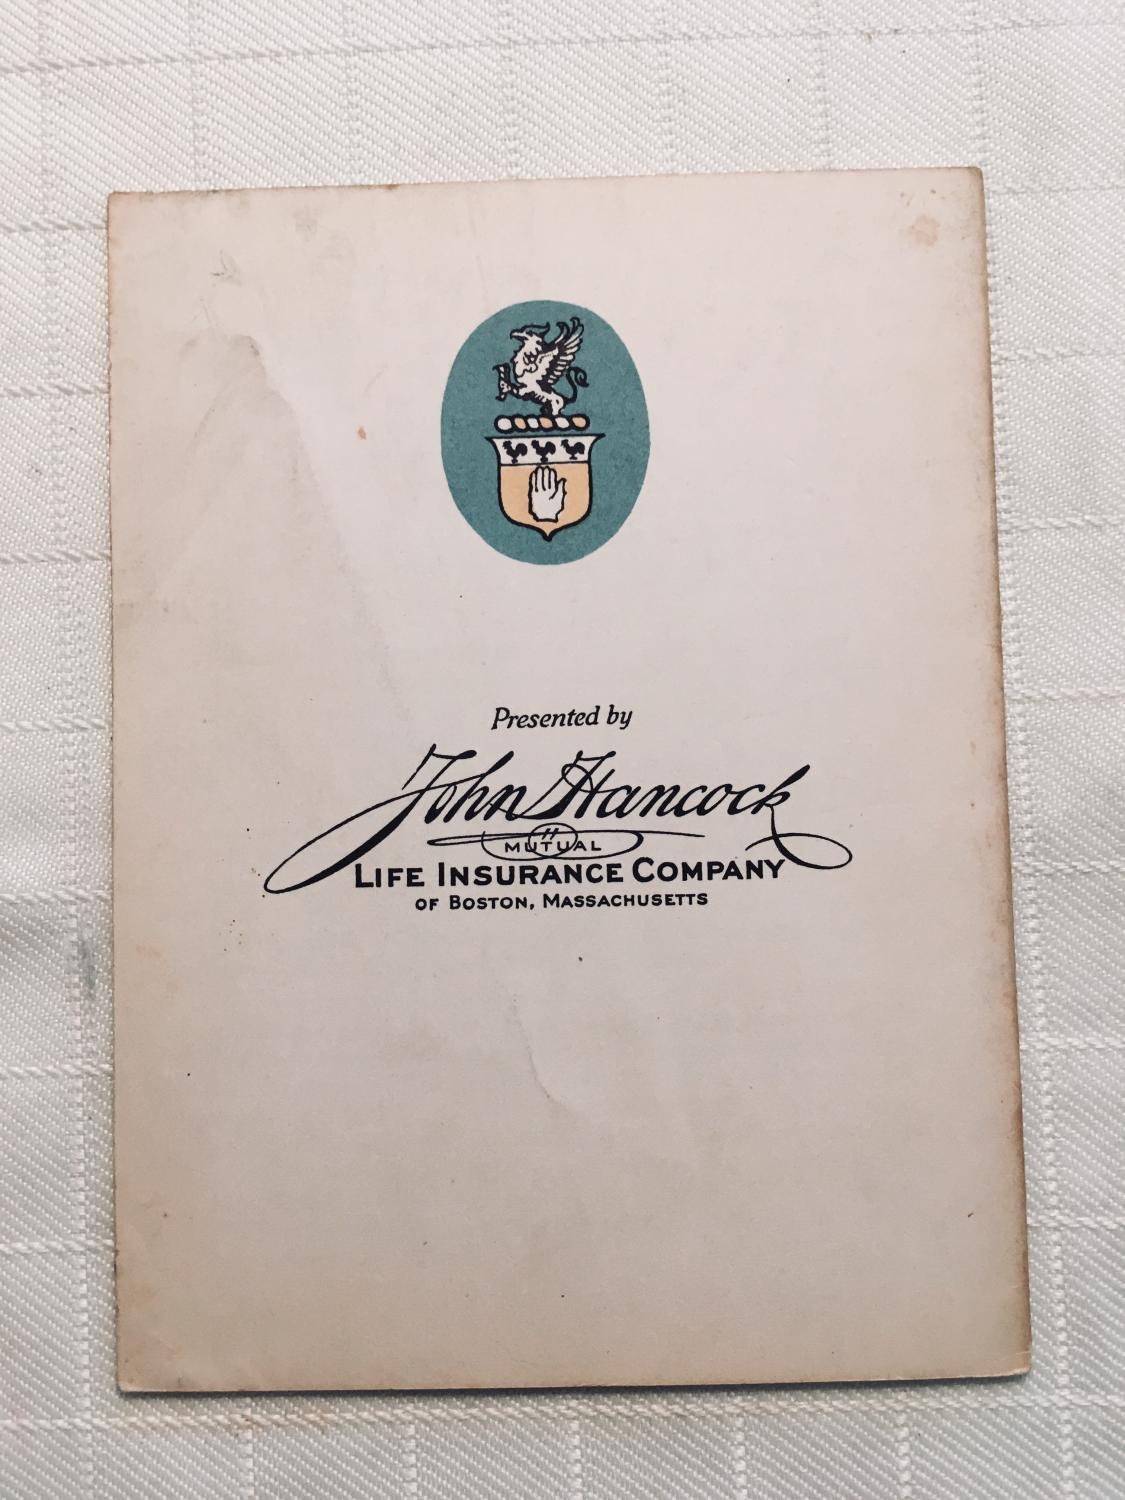 Presented by
John Hancock
MUTUAL
LIFE INSURANCE COMPANY
OF BOSTON, MASSACHUSETTS